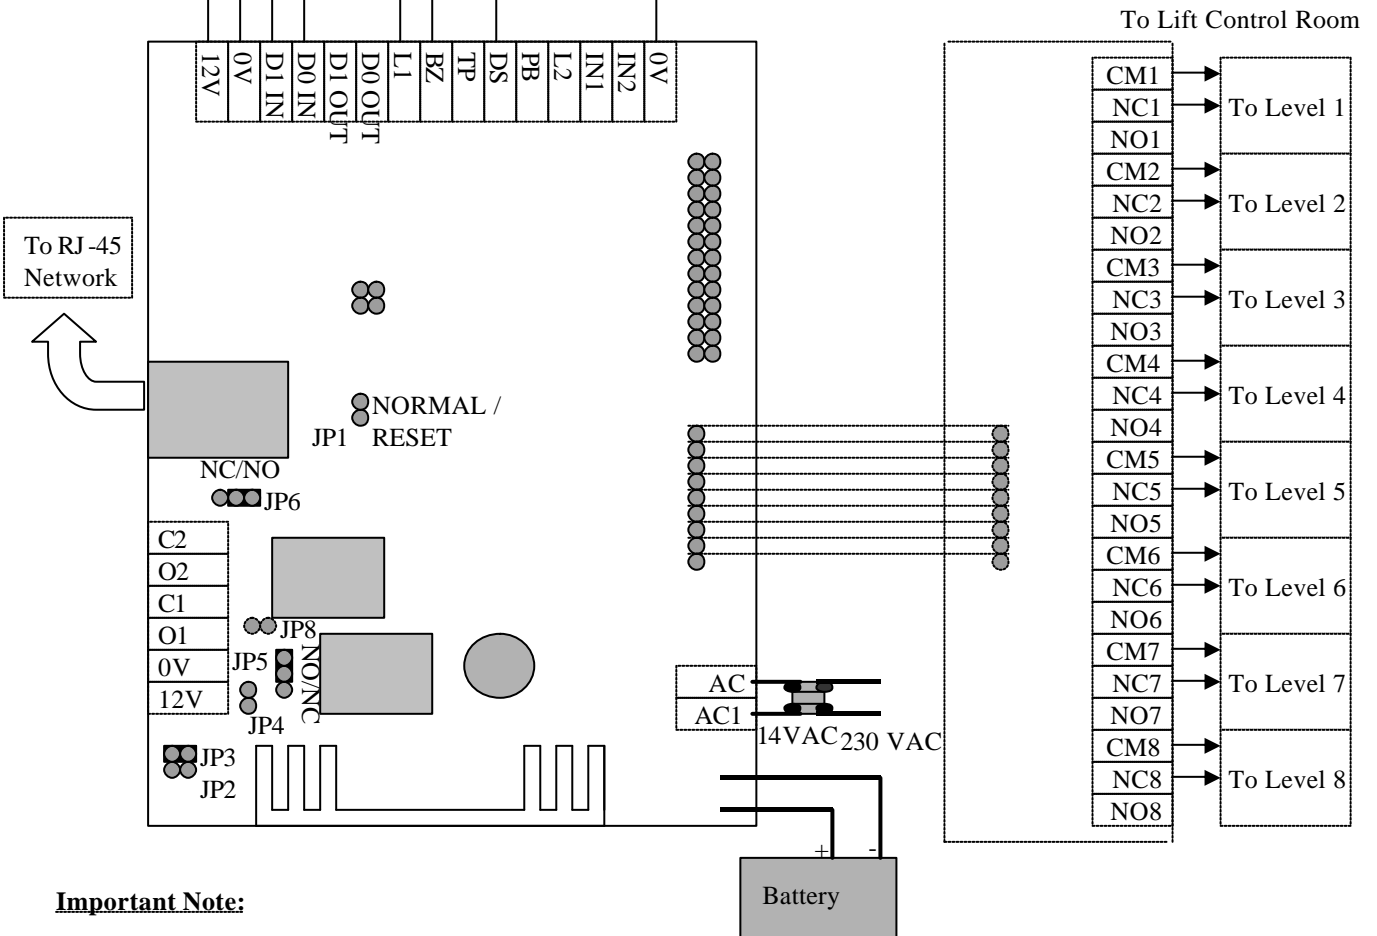 To Lift Control Room
12V
0V
D1 IN
D0 IN
D1 OUT
D0 OUT
L1
BZ
TP
DS
PB
L2
IN1
IN2
0V
CM1
NC1
NO1
To Level 1
CM2
NC2
NO2
To Level 2
CM3
NC3
NO3
To Level 3
CM4
NC4
NO4
To Level 4
CM5
NC5
NO5
To Level 5
CM6
NC6
NO6
To Level 6
CM7
NC7
NO7
To Level 7
CM8
NC8
NO8
To Level 8
To RJ-45
Network
NORMAL /
RESET
JP1
NC/NO
JP6
C2
O2
C1
O1
0V
12V
JP8
JP5
NO/NC
JP4
JP3
JP2
AC
AC1
14VAC
230 VAC
+
-
Battery
Important Note: